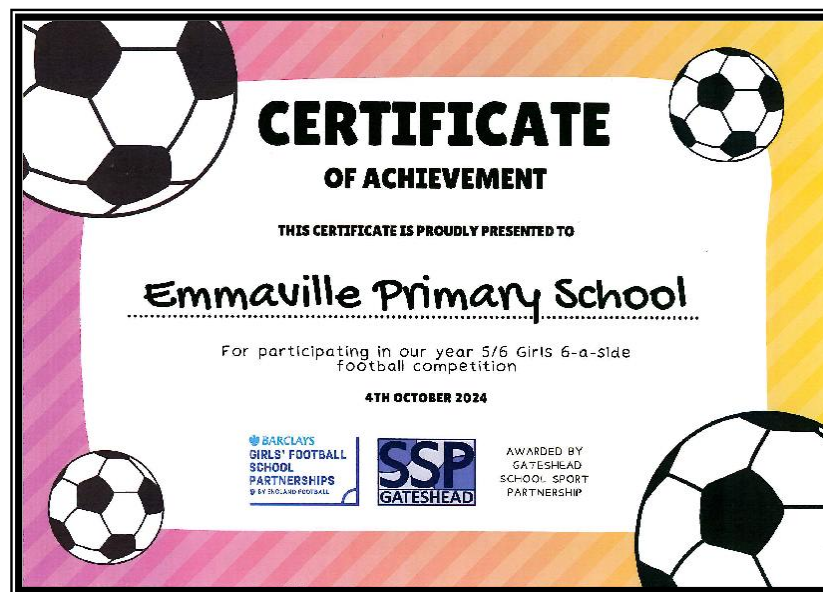 CERTIFICATE
OF ACHIEVEMENT
THIS CERTIFICATE IS PROUDLY PRESENTED TO
Emmaville Primary School
For participating in our year 5/6 Girls 6-a-side
football competition
4TH OCTOBER 2024
BARCLAYS
GIRLS' FOOTBALL
SCHOOL
PARTNERSHIPS
BY ENGLAND FOOTBALL
SSP
GATESHEAD
AWARDED BY
GATESHEAD
SCHOOL SPORT
PARTNERSHIP